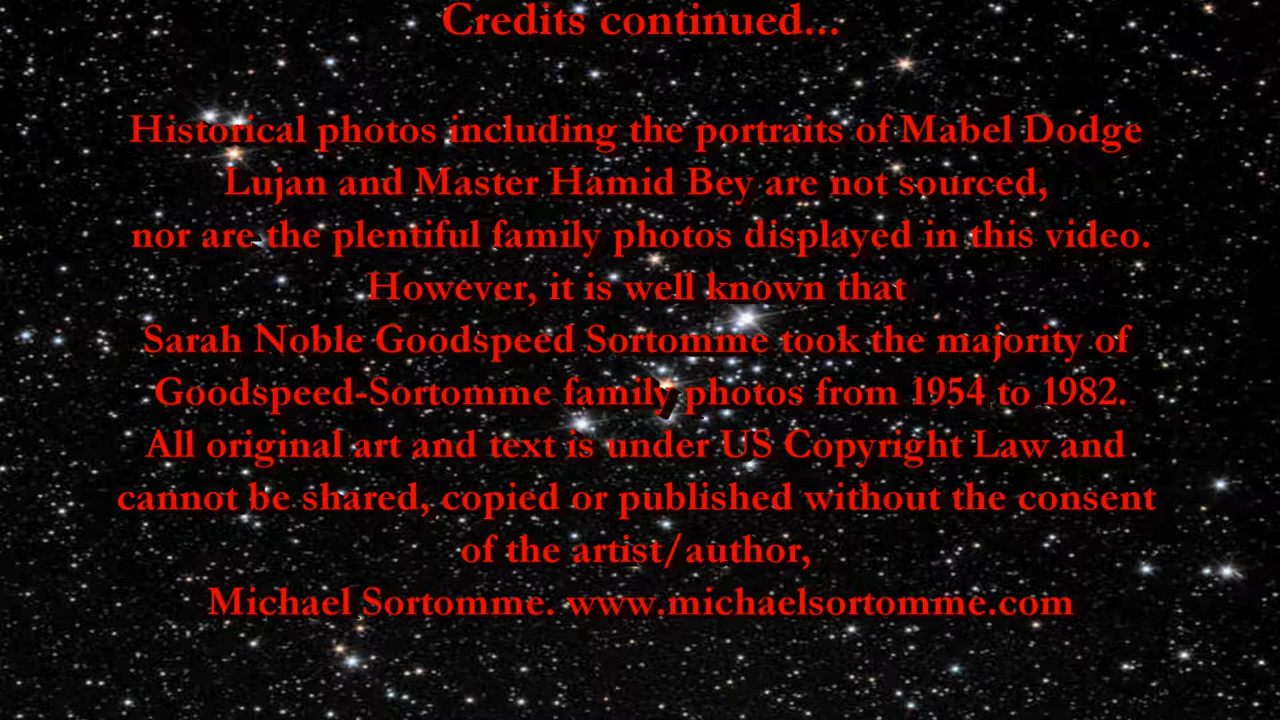 Credits continued...
Historical photos including the portraits of Mabel Dodge
Lujan and Master Hamid Bey are not sourced,
nor are the plentiful family photos displayed in this video.
However, it is well known that
Sarah Noble Goodspeed Sortomme took the majority of
Goodspeed-Sortomme family photos from 1954 to 1982.
All original art and text is under US Copyright Law and
cannot be shared, copied or published without the consent
of the artist/author,
Michael Sortomme. www.michaelsortomme.com